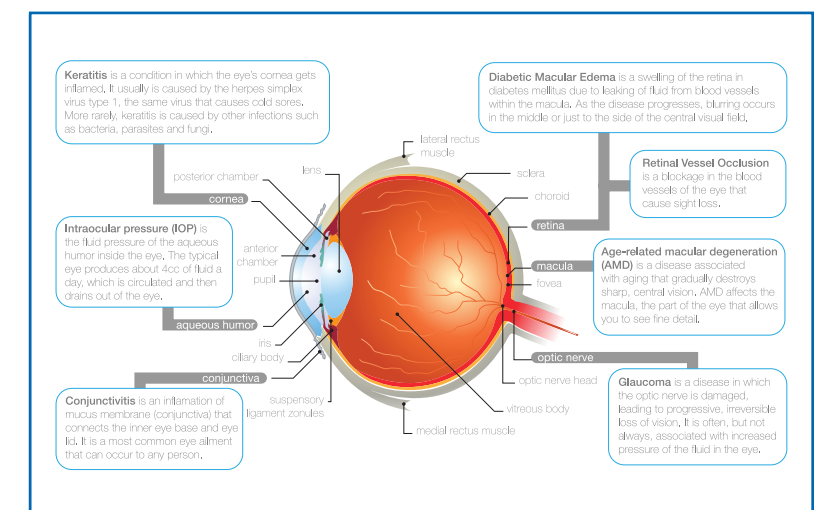 Keratitis is a condition in which the eye's cornea gets
inflamed. It usually is caused by the herpes simplex
virus type 1, the same virus that causes cold sores.
More rarely, keratitis is caused by other infections such
as bacteria, parasites and fungi.
Diabetic Macular Edema is a swelling of the retina in
diabetes mellitus due to leaking of fluid from blood vessels
within the macula. As the disease progresses, blurring occurs
in the middle or just to the side of the central visual field.
lateral rectus
muscle
Retinal Vessel Occlusion
is a blockage in the blood
vessels of the eye that
cause sight loss.
posterior chamber
lens
sclera
cornea
choroid
retina
Intraocular pressure (IOP) is
the fluid pressure of the aqueous
humor inside the eye. The typical
eye produces about 4cc of fluid a
day, which is circulated and then
drains out of the eye.
anterior
chamber
pupil
macula
fovea
Age-related macular degeneration
(AMD) is a disease associated
with aging that gradually destroys
sharp, central vision. AMD affects the
macula, the part of the eye that allows
you to see fine detail.
aqueous humor
iris
ciliary body
conjunctiva
optic nerve
optic nerve head
Conjunctivitis is an inflamation of
mucus membrane (conjunctiva) that
connects the inner eye base and eye
lid. It is a most common eye ailment
that can occur to any person.
suspensory
ligament zonules
vitreous body
medial rectus muscle
Glaucoma is a disease in which
the optic nerve is damaged,
leading to progressive, irreversible
loss of vision. It is often, but not
always, associated with increased
pressure of the fluid in the eye.